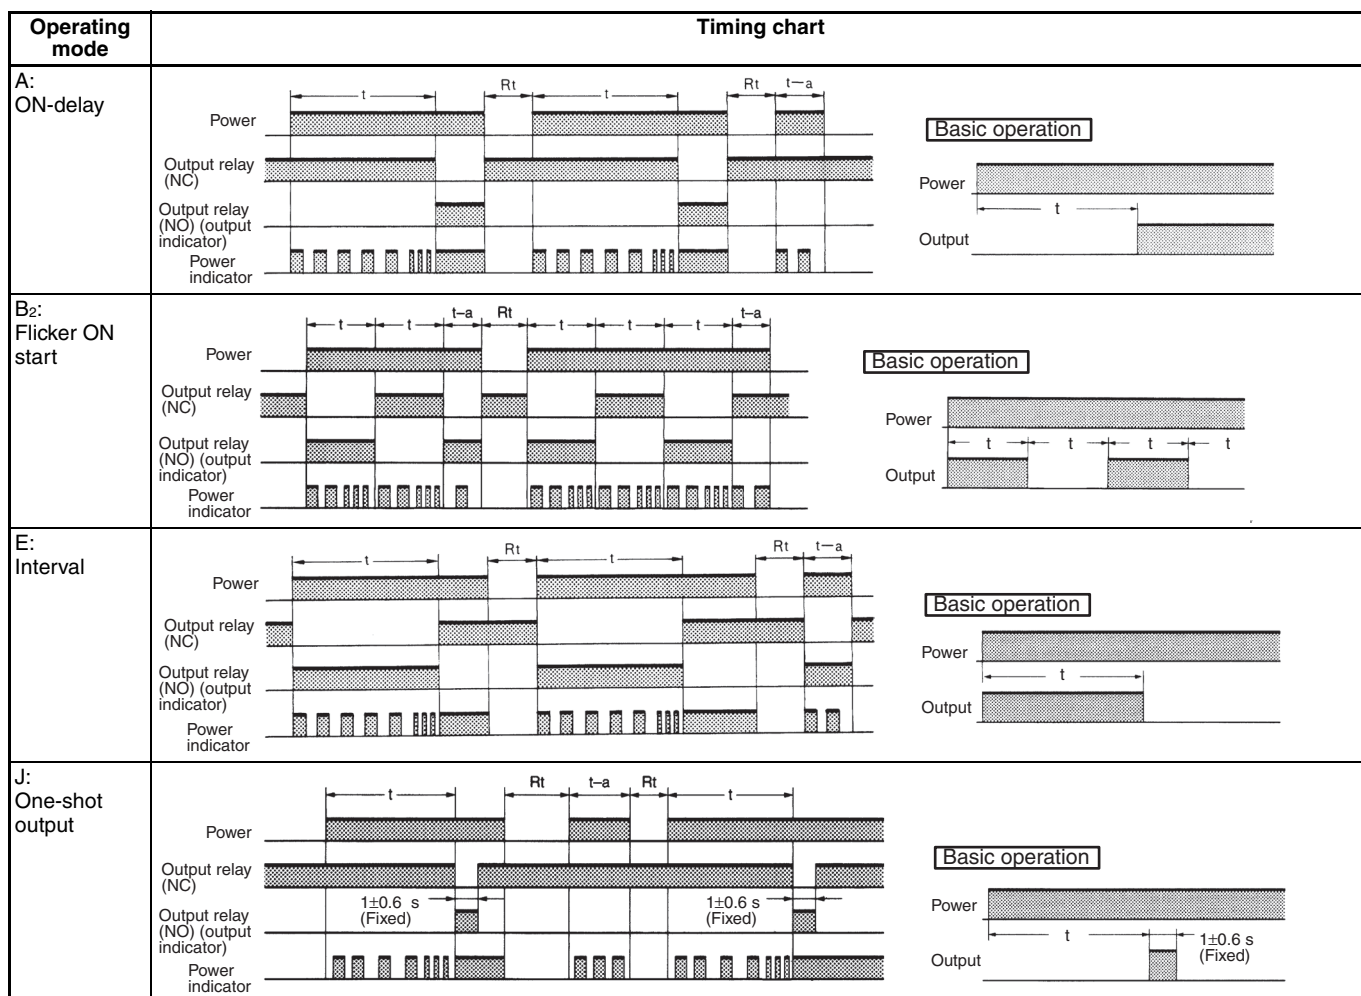 Operating mode
Timing chart
A:
ON-delay
t
Rt
t
Rt
t–a
Power
Output relay
(NC)
Output relay
(NO) (output
indicator)
Power
indicator
Basic operation
Power
t
Output
B2:
Flicker ON
start
t
t
t–a
Rt
t
t
t
t–a
Power
Output relay
(NC)
Output relay
(NO) (output
indicator)
Power
indicator
Basic operation
Power
t
t
t
t
Output
E:
Interval
t
Rt
t
Rt
t–a
Power
Output relay
(NC)
Output relay
(NO) (output
indicator)
Power
indicator
Basic operation
Power
t
Output
J:
One-shot
output
t
Rt
t–a
Rt
t
Power
Output relay
(NC)
1±0.6 s
(Fixed)
1±0.6 s
(Fixed)
Output relay
(NO) (output
indicator)
Power
indicator
Basic operation
Power
t
1±0.6 s
(Fixed)
Output